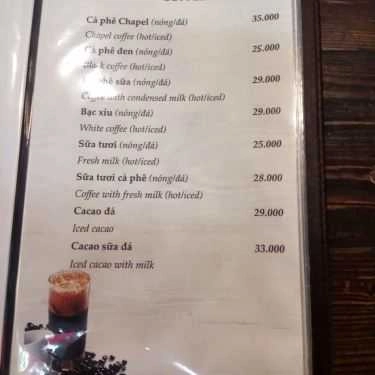 Cà phê Chapel (nóng/đá) 35.000
Chapel coffee (hot/iced)
Cà phê đen (nóng/đá) 25.000
Black coffee (hot/iced)
phê sữa (nóng/đá) 29.000
Coffee with condensed milk (hot/iced)
Bạc xỉu (nóng/đá) 29.000
White coffee (hot/iced)
Sữa tươi (nóng/đá) 25.000
Fresh milk (hot/iced)
Sữa tươi cà phê (nóng/đá) 28.000
Coffee with fresh milk (hot/iced)
Cacao đá 29.000
Iced cacao
Cacao sữa đá 33.000
Iced cacao with milk